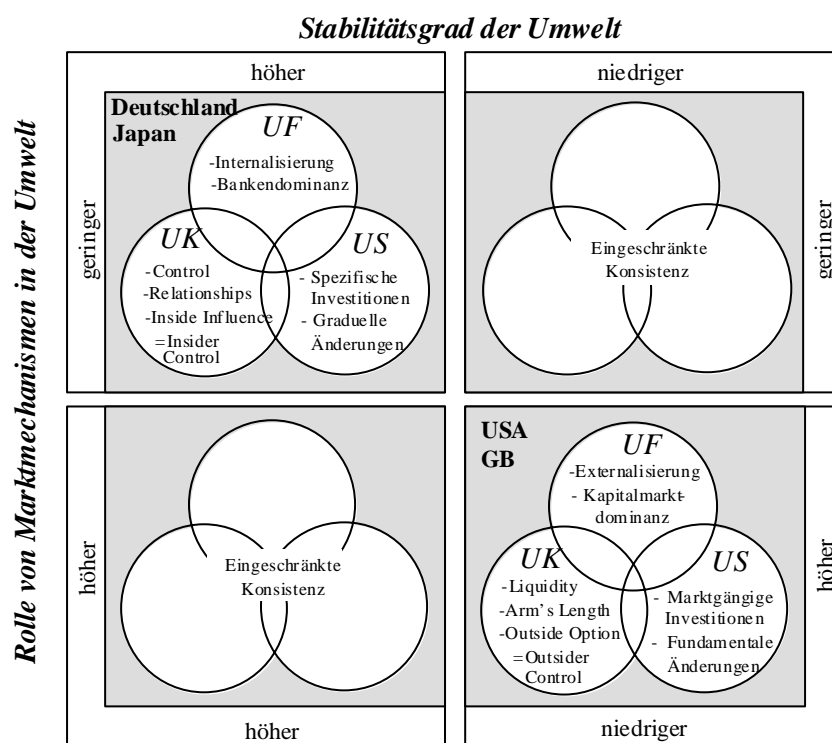 Stabilitätsgrad der Umwelt
höher
niedriger
Rolle von Marktmechanismen in der Umwelt
geringer
Deutschland
Japan
UF
-Internalisierung
-Bankendominanz
UK
-Control
-Relationships
-Inside Influence
=Insider
Control
US
- Spezifische
Investitionen
- Graduelle
Änderungen
Eingeschränkte
Konsistenz
geringer
höher
Eingeschränkte
Konsistenz
USA
GB
UF
-Externalisierung
- Kapitalmarkt-
dominanz
UK
-Liquidity
-Arm's Length
-Outside Option
=Outsider
Control
US
- Marktgängige
Investitionen
- Fundamentale
Änderungen
höher
höher
niedriger